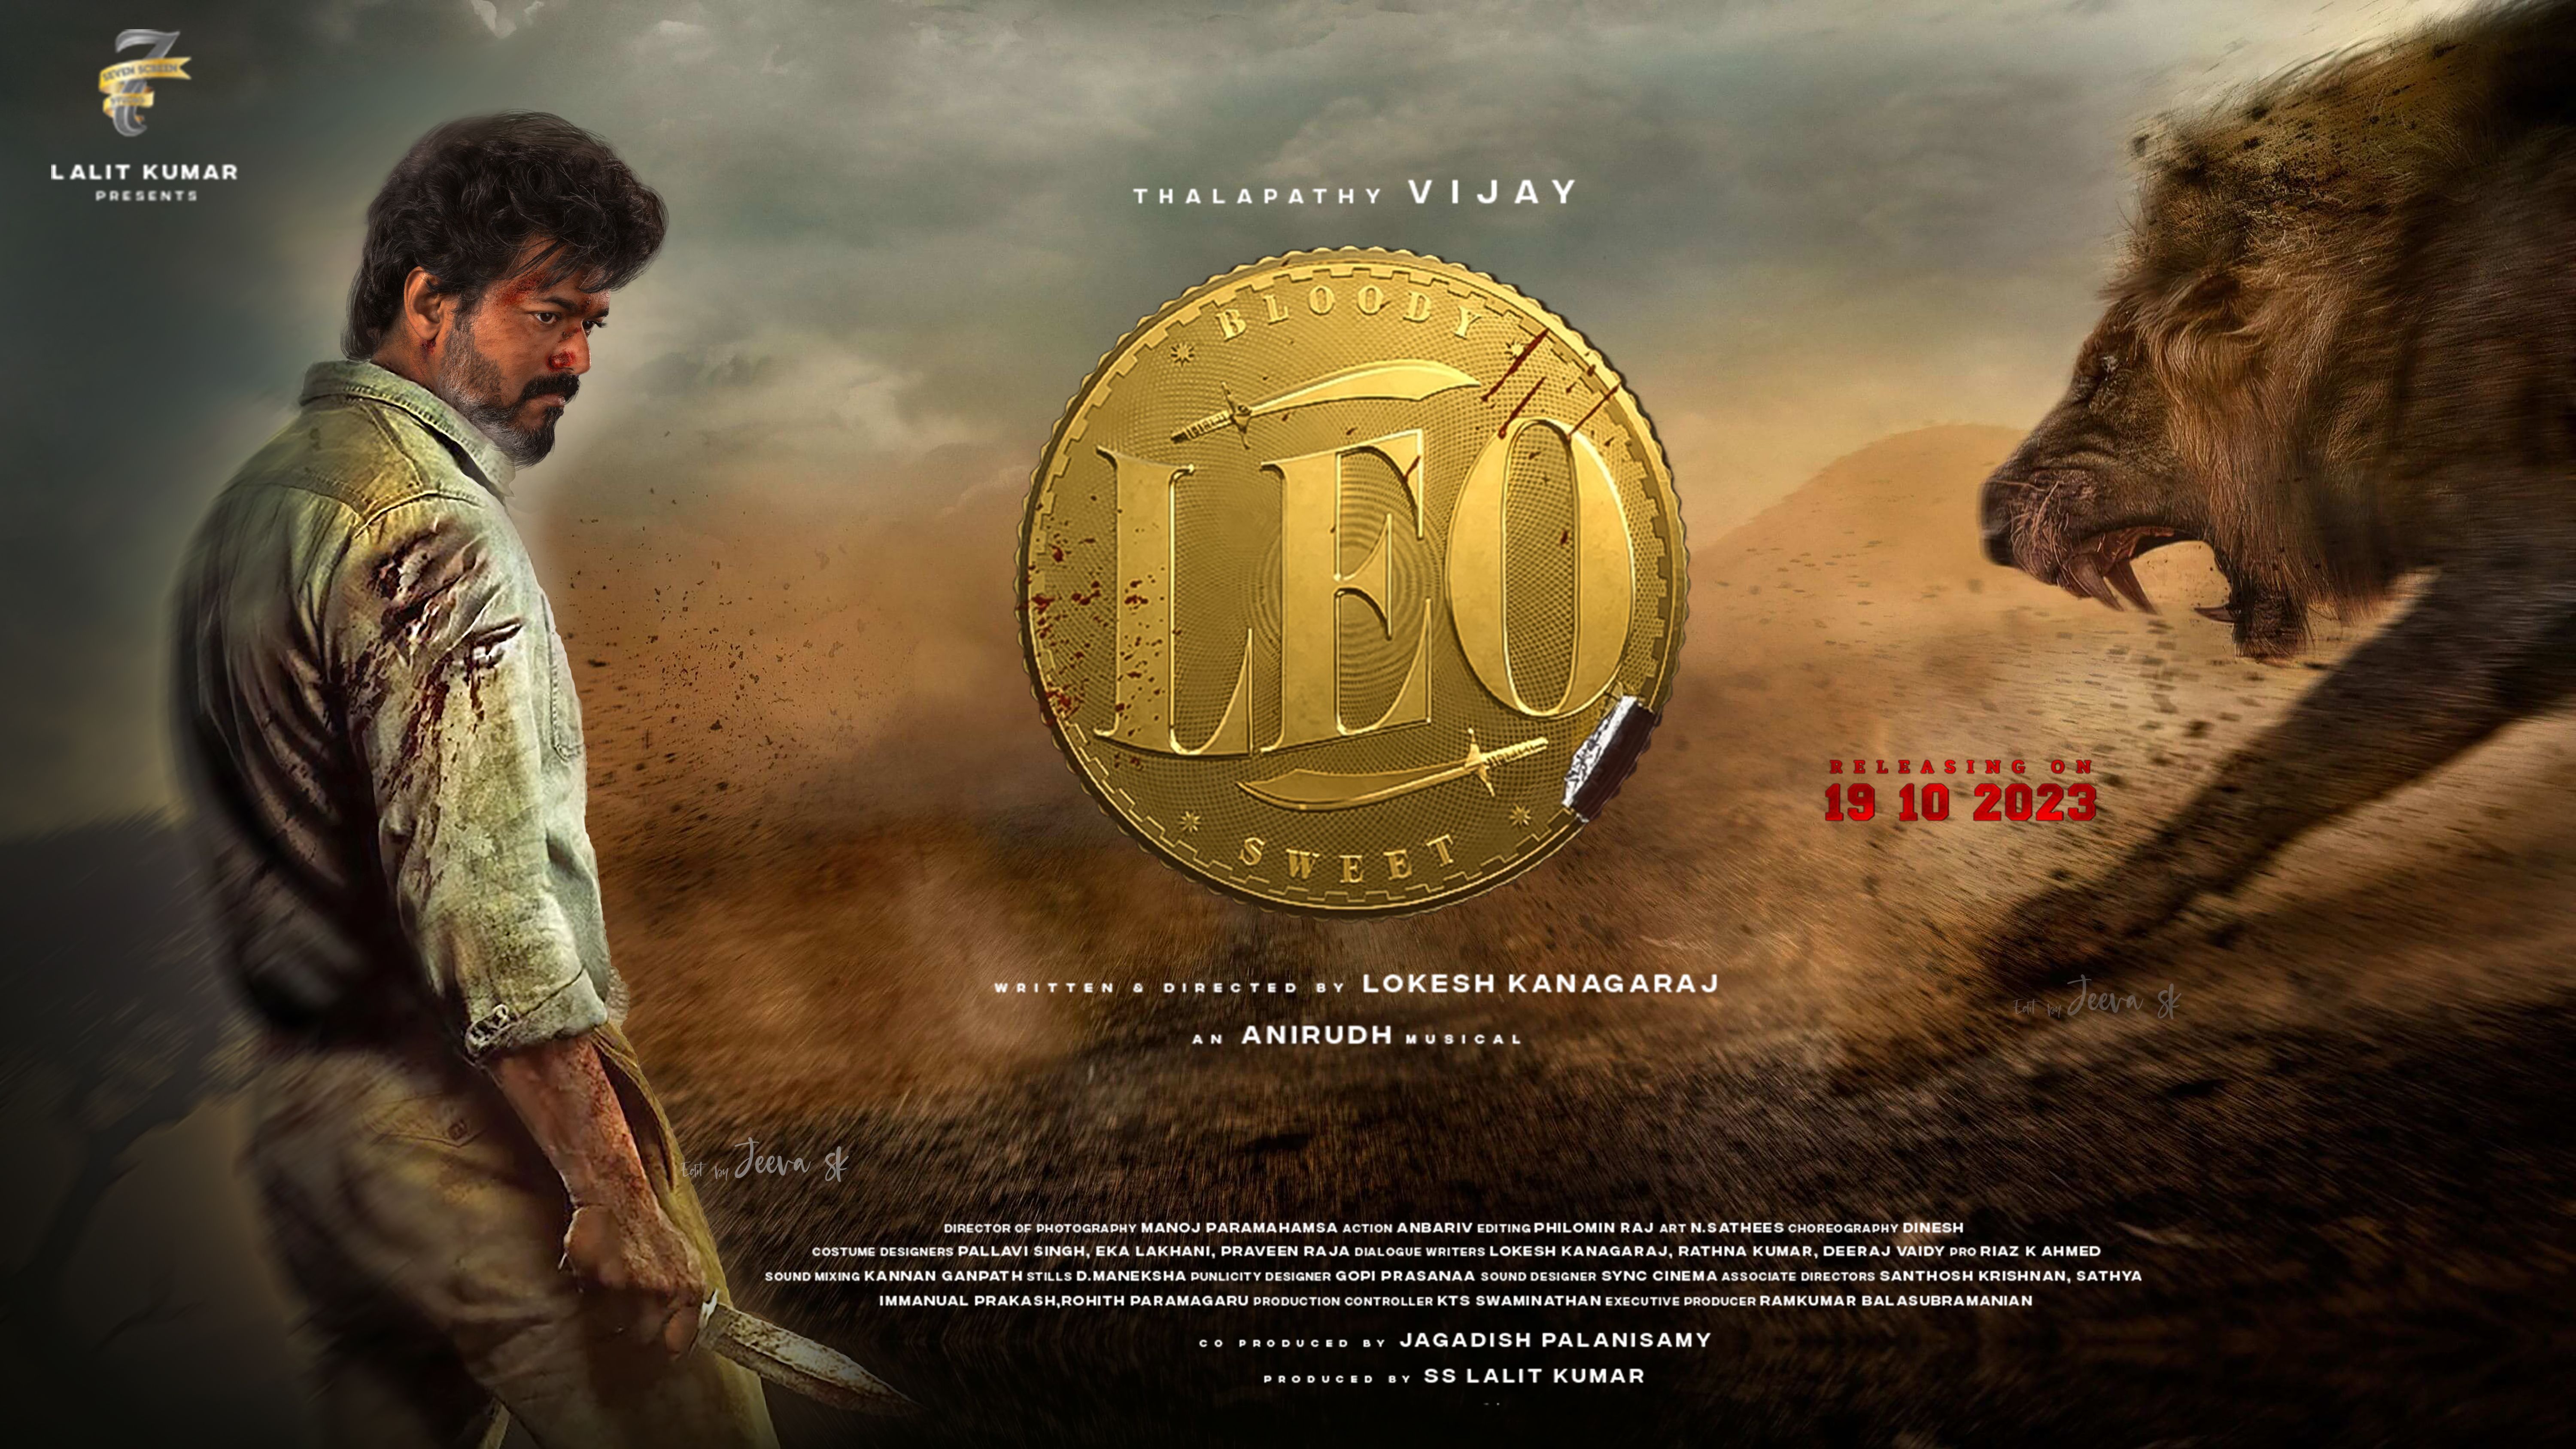 SEVEN SCREEN
STUDIO
LALIT KUMAR
PRESENTS
THALAPATHY VIJAY
BLOODY
LEO
SWEET
RELEASING ON
19 10 2023
WRITTEN & DIRECTED BY LOKESH KANAGARAJ
AN ANIRUDH MUSICAL
Edit by Jeeva SK
Edit by Jeeva SK
DIRECTOR OF PHOTOGRAPHY MANOJ PARAMAHAMSA ACTION ANBARIV EDITING PHILOMIN RAJ ART N.SATHEES CHOREOGRAPHY DINESH
COSTUME DESIGNERS PALLAVI SINGH, EKA LAKHANI, PRAVEEN RAJA DIALOGUE WRITERS LOKESH KANAGARAJ, RATHNA KUMAR, DEERAJ VAIDY PRO RIAZ K AHMED
SOUND MIXING KANNAN GANPATH STILLS D.MANEKSHA PUNLICITY DESIGNER GOPI PRASANAA SOUND DESIGNER SYNC CINEMA ASSOCIATE DIRECTORS SANTHOSH KRISHNAN, SATHYA
IMMANUAL PRAKASH,ROHITH PARAMAGARU PRODUCTION CONTROLLER KTS SWAMINATHAN EXECUTIVE PRODUCER RAMKUMAR BALASUBRAMANIAN
CO PRODUCED BY JAGADISH PALANISAMY
PRODUCED BY SS LALIT KUMAR